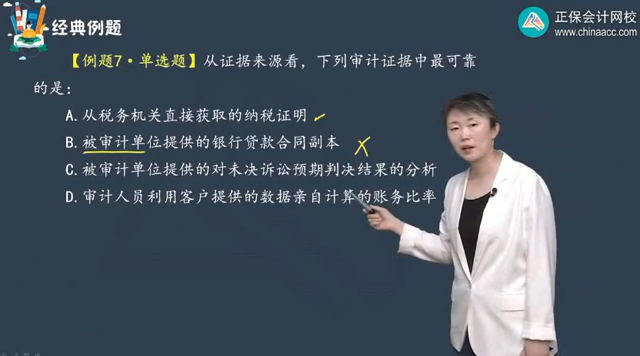 经典例题
正保会计网校
www.chinaacc.com
【例题7·单选题】从证据来源看，下列审计证据中最可靠
的是：
A.从税务机关直接获取的纳税证明
B.被审计单位提供的银行贷款合同副本
C.被审计单位提供的对未决诉讼预期判决结果的分析
D.审计人员利用客户提供的数据亲自计算的账务比率